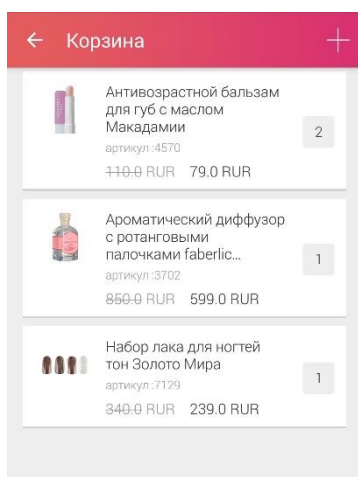 Корзина
Антивозрастной бальзам
для губ с маслом
Макадамии
артикул :4570
110.0 RUR 79.0 RUR
2
Ароматический диффузор
с ротанговыми
палочками faberlic...
артикул :3702
850.0 RUR 599.0 RUR
1
Набор лака для ногтей
тон Золото Мира
артикул :7129
340.0 RUR 239.0 RUR
1